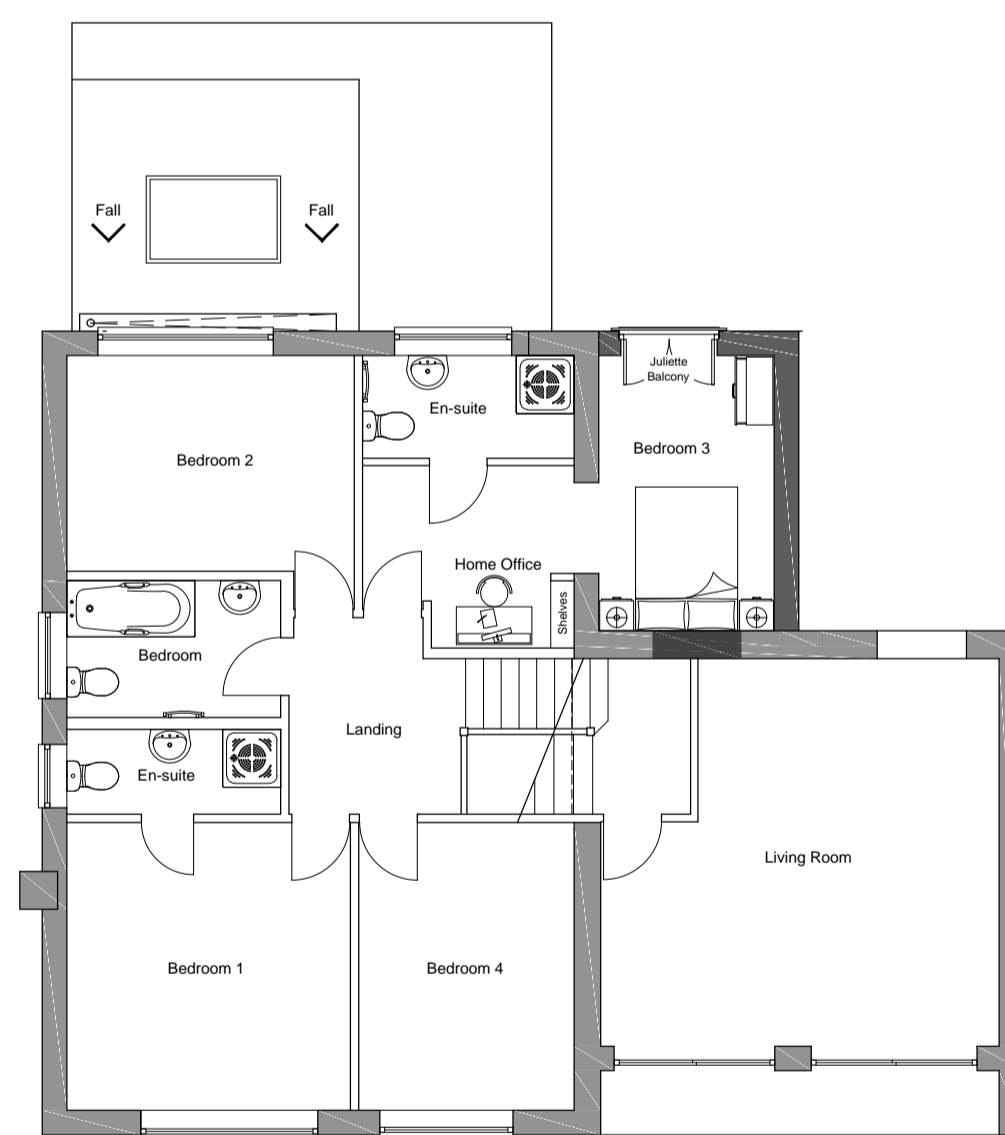 Fall
Fall
Juliette
Balcony
En-suite
Bedroom 3
Bedroom 2
Home Office
Shelves
Bedroom
Landing
En-suite
Living Room
Bedroom 1
Bedroom 4